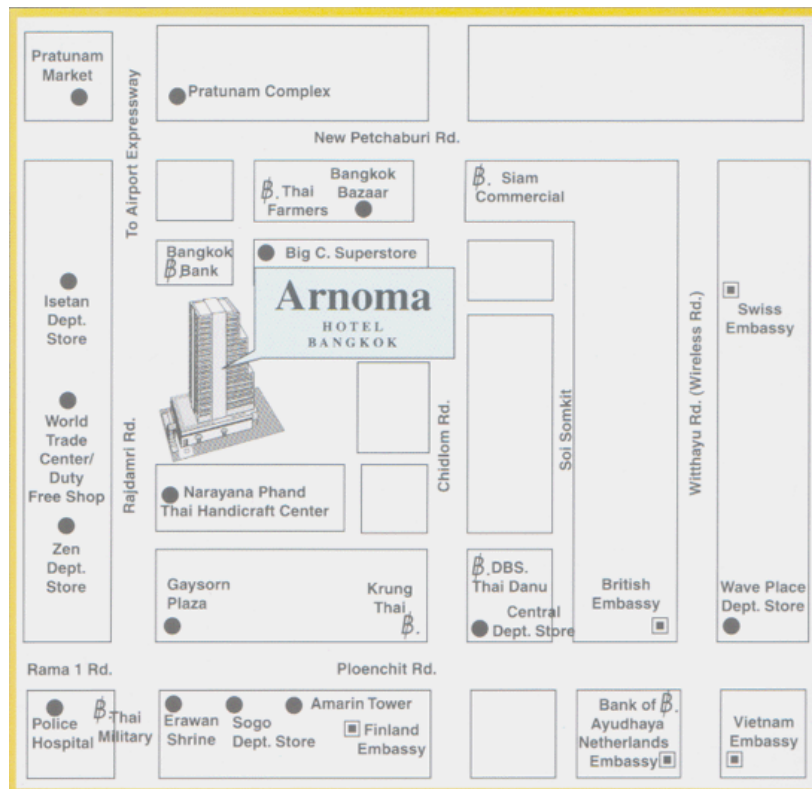 Pratunam
Market
To Airport Expressway
Pratunam Complex
New Petchaburi Rd.
฿. Thai
Farmers
Bangkok
Bazaar
฿. Siam
Commercial
Bangkok
฿. Bank
Big C. Superstore
Arnoma
HOTEL
BANGKOK
Isetan
Dept.
Store
Swiss
Embassy
World
Trade
Center/
Duty
Free Shop
Rajdamri Rd.
Chidlom Rd.
Soi Somkit
Witthayu Rd. (Wireless Rd.)
Narayana Phand
Thai Handicraft Center
Zen
Dept.
Store
Gaysorn
Plaza
Krung
Thai
฿.
฿. DBS.
Thai Danu
Central
Dept. Store
British
Embassy
Wave Place
Dept. Store
Rama 1 Rd.
Ploenchit Rd.
Police
Hospital
฿. Thai
Military
Erawan
Shrine
Sogo
Dept. Store
Amarin Tower
Finland
Embassy
Bank of ฿.
Ayudhaya
Netherlands
Embassy
Vietnam
Embassy